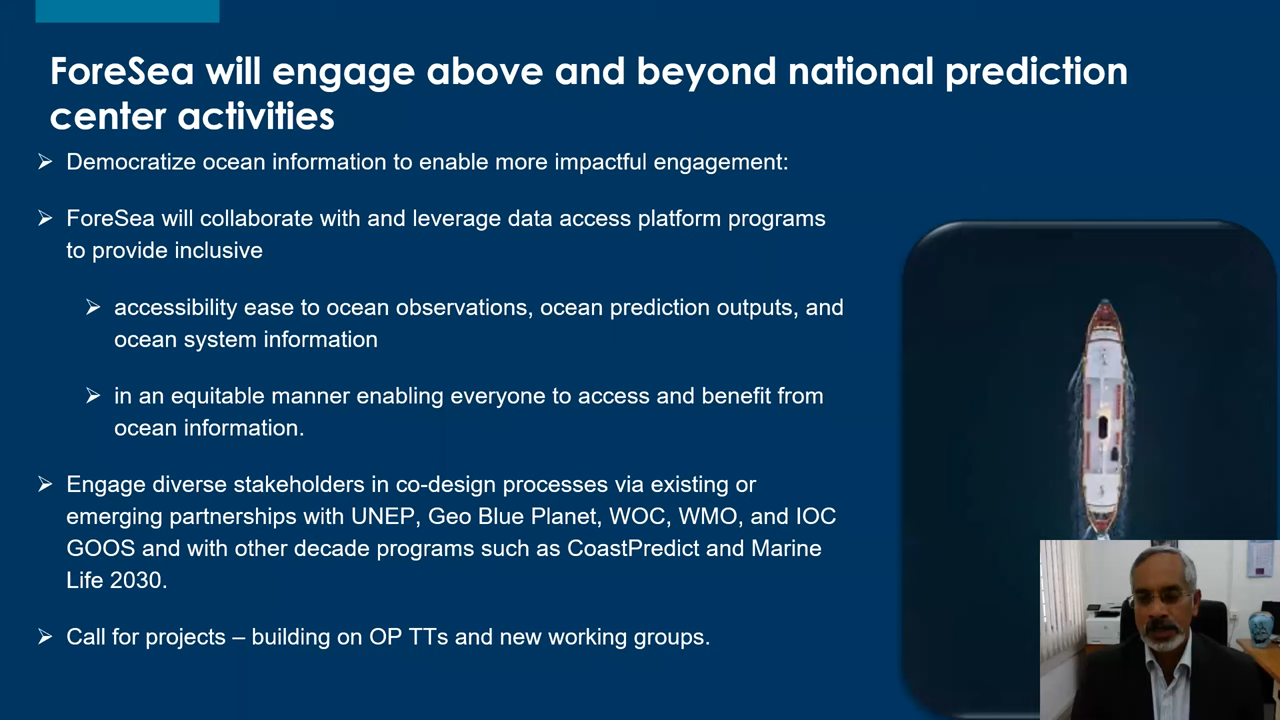 ForeSea will engage above and beyond national prediction
center activities
➢ Democratize ocean information to enable more impactful engagement:
➢ ForeSea will collaborate with and leverage data access platform programs
to provide inclusive
➢ accessibility ease to ocean observations, ocean prediction outputs, and
ocean system information
➢ in an equitable manner enabling everyone to access and benefit from
ocean information.
➢ Engage diverse stakeholders in co-design processes via existing or
emerging partnerships with UNEP, Geo Blue Planet, WOC, WMO, and IOC
GOOS and with other decade programs such as CoastPredict and Marine
Life 2030.
➢ Call for projects – building on OP TTs and new working groups.